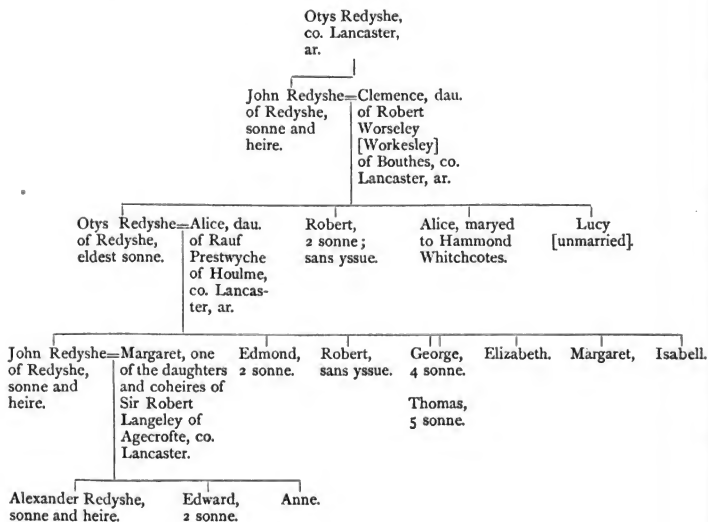 Otys Redyshe,
co. Lancaster,
ar.
John Redyshe=Clemence, dau.
of Redyshe,
sonne and
heire.
of Robert
Worseley
[Workesley]
of Bouthes, co.
Lancaster, ar.
Otys Redyshe=Alice, dau.
of Redyshe,
eldest sonne.
of Rauf
Prestwyche
of Houlme,
co. Lancas-
ter, ar.
Robert,
2 sonne;
sans yssue.
Alice, maryed
to Hammond
Whitchcotes.
Lucy
[unmarried].
John Redyshe=Margaret, one
of Redyshe,
sonne and
heire.
of the daughters
and coheires of
Sir Robert
Langeley of
Agecrofte, co.
Lancaster.
Edmond,
2 sonne.
Robert,
sans yssue.
George,
4 sonne.
Thomas,
5 sonne.
Elizabeth.
Margaret,
Isabell.
Alexander Redyshe,
sonne and heire.
Edward,
2 sonne.
Anne.